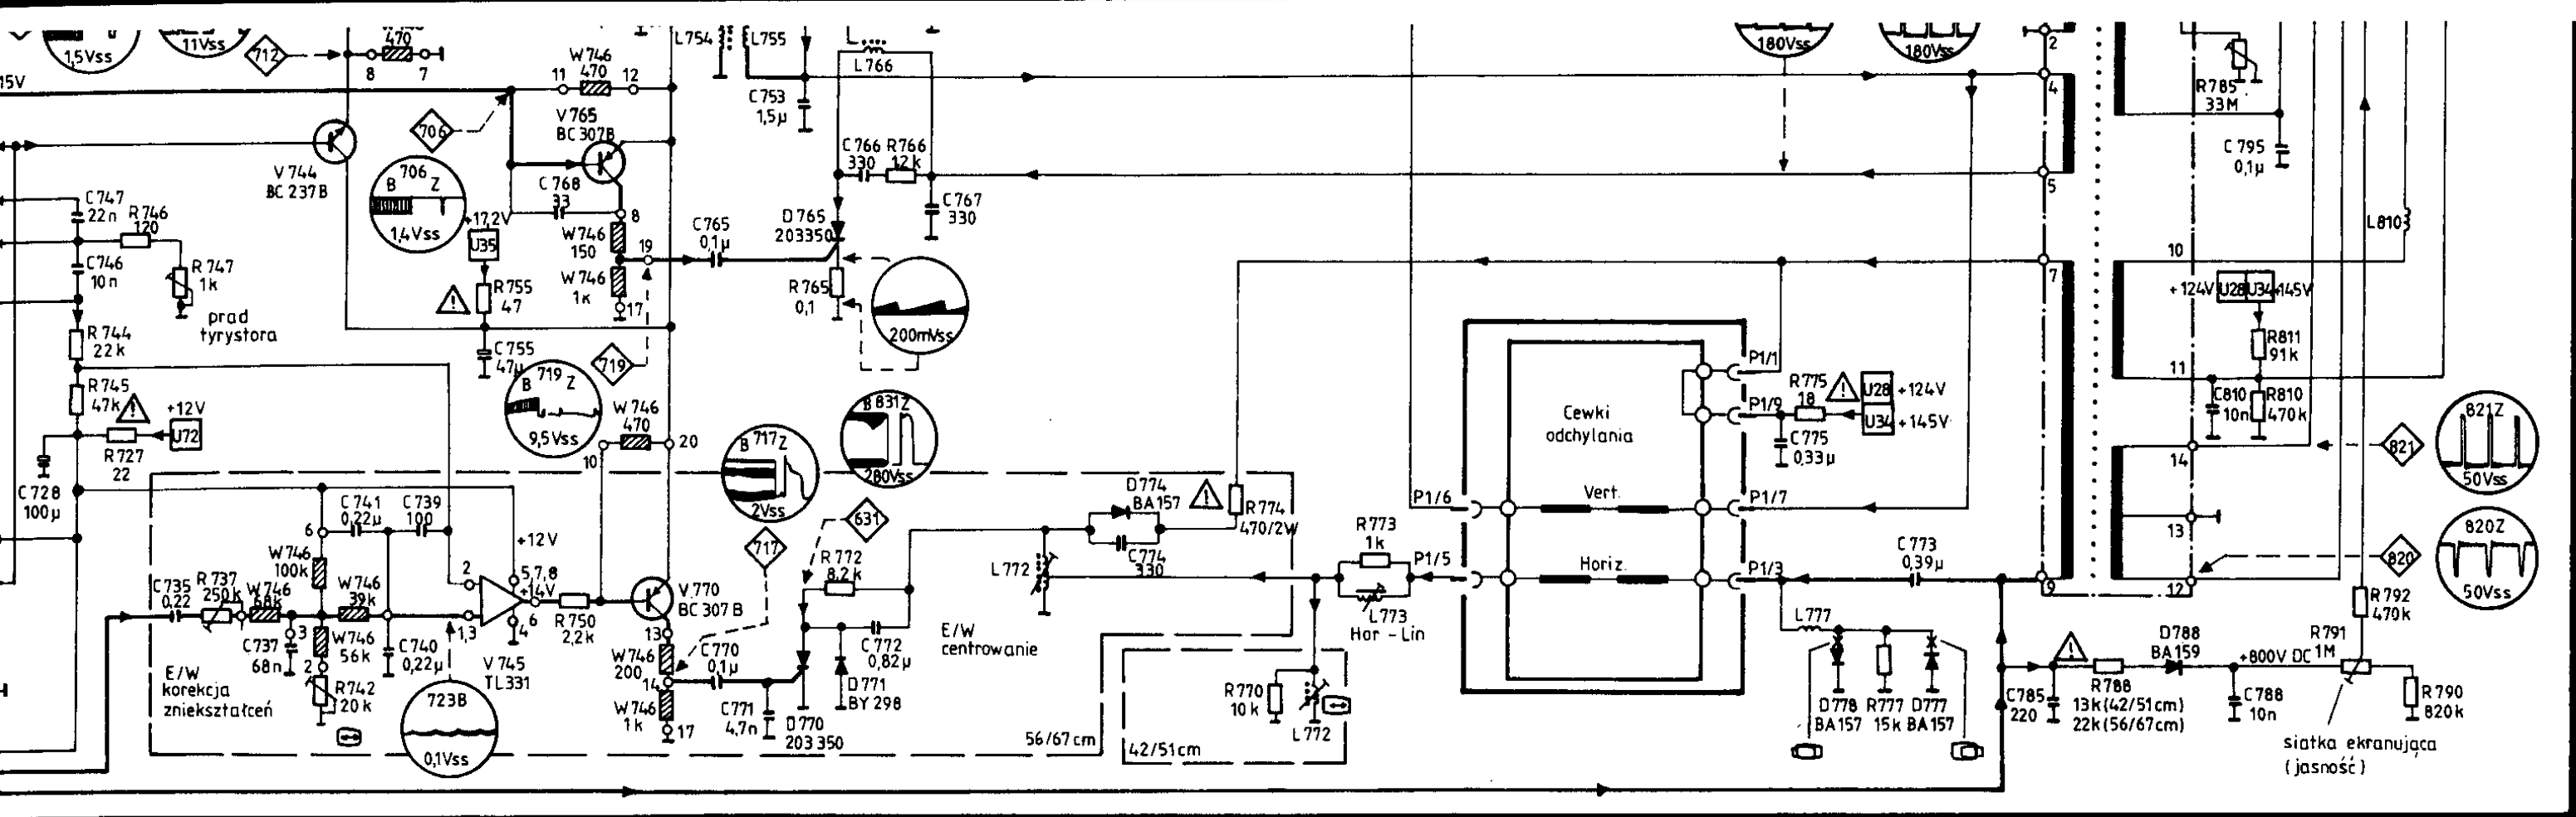 1,5Vss
11Vss
712
470
8
7
15V
V744
BC 237B
C747
22n
R746
120
C746
10n
R747
1k
prad
tyrystora
R744
22k
R745
47k
+12V
U72
R727
22
C728
100µ
706
706
B Z
1,4Vss
W746
470
11
12
V765
BC 307B
C768
33
8
W746
150
19
W746
1k
17
+17,2V
U35
R755
47
C755
47µ
719
719
B Z
9,5Vss
W746
470
10
20
L754
L755
C753
1,5µ
L766
C766
330
R766
12k
C767
330
D765
203350
C765
0,1µ
R765
0,1
200mVss
B 717 Z
2Vss
B 831 Z
280Vss
631
717
C741
0,22µ
C739
100
6
+12V
W746
100k
C735
0,22
R737
250k
W746
68k
W746
39k
2
1,3
5,7,8
+14V
6
4
3
C737
68n
W746
56k
2
R742
20k
C740
0,22µ
V745
TL331
723B
0,1Vss
E/W
korekcja
zniekształceń
R750
2,2k
V770
BC 307 B
13
W746
200
14
W746
1k
17
C770
0,1µ
C771
4,7n
D770
203 350
D771
BY 298
R772
8,2k
C772
0,82µ
E/W
centrowanie
L772
D774
BA157
C774
330
R774
470/2W
56/67cm
42/51cm
R770
10k
L772
R773
1k
L773
Hor - Lin
P1/6
P1/5
P1/1
P1/9
P1/7
P1/3
Cewki
odchylania
Vert.
Horiz.
R775
18
U28
+124V
U34
+145V
C775
0,33µ
C773
0,39µ
L777
D778
BA157
R777
15k
D777
BA157
180Vss
180Vss
2
4
5
7
9
R785
33M
C795
0,1µ
L810
10
+124V
U28
U34
+145V
R811
91k
11
C810
10n
R810
470k
14
13
12
821
821Z
50Vss
820
820Z
50Vss
R792
470k
C785
220
R788
13k(42/51cm)
22k(56/67cm)
D788
BA159
+800V DC
C788
10n
R791
1M
R790
820k
siatka ekranująca
(jasność)